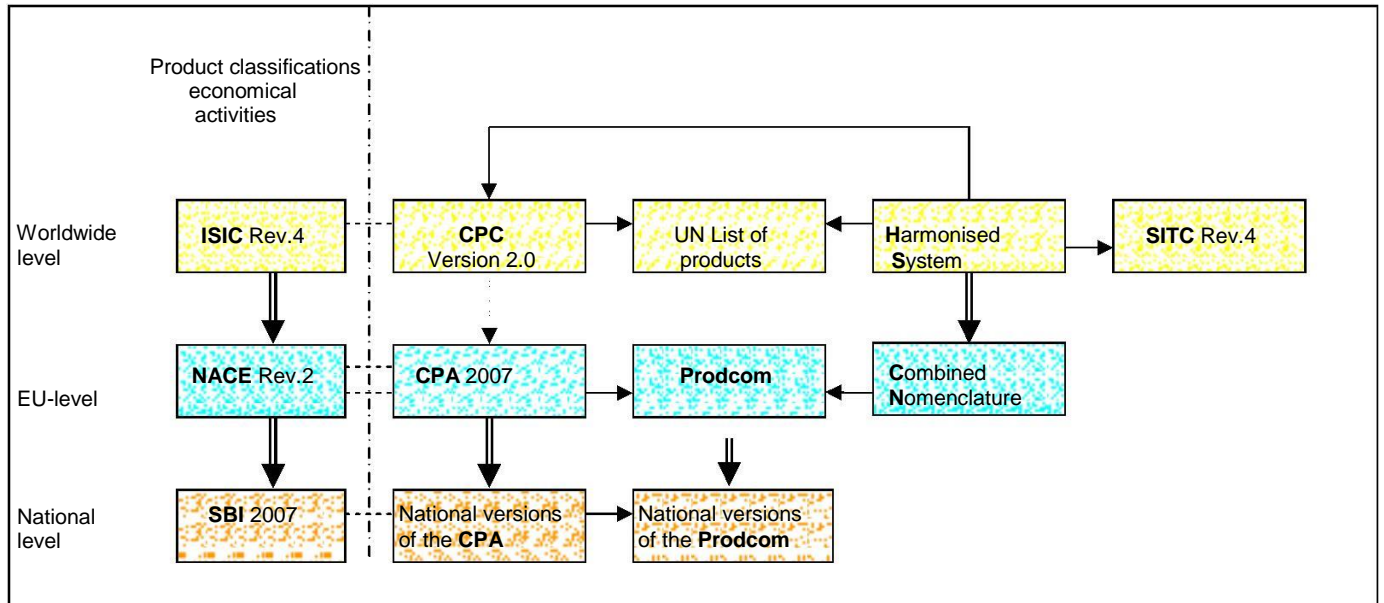 Product classifications
economical
activities
Worldwide
level
ISIC Rev.4
CPC
Version 2.0
UN List of
products
Harmonised
System
SITC Rev.4
EU-level
NACE Rev.2
CPA 2007
Prodcom
Combined
Nomenclature
National
level
SBI 2007
National versions
of the CPA
National versions
of the Prodcom